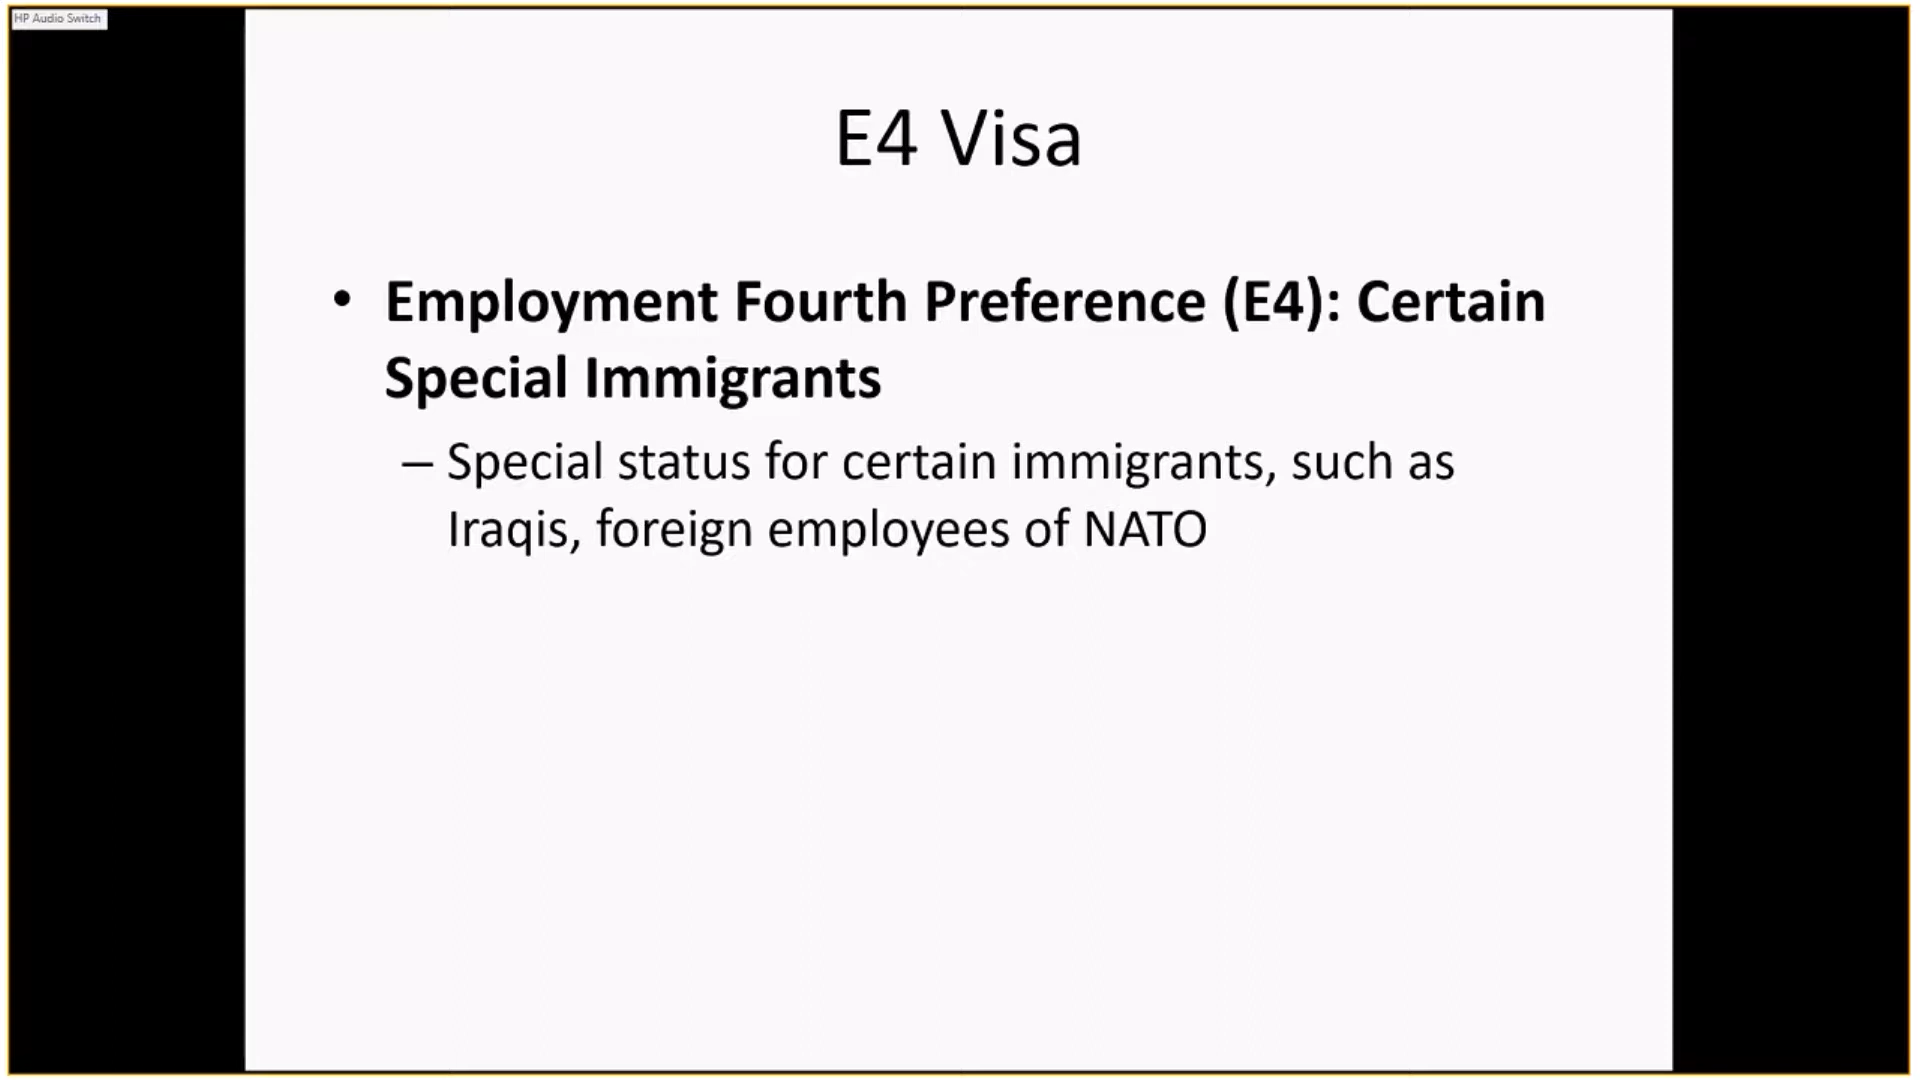 HP Audio Switch
E4 Visa
• Employment Fourth Preference (E4): Certain
Special Immigrants
– Special status for certain immigrants, such as
Iraqis, foreign employees of NATO